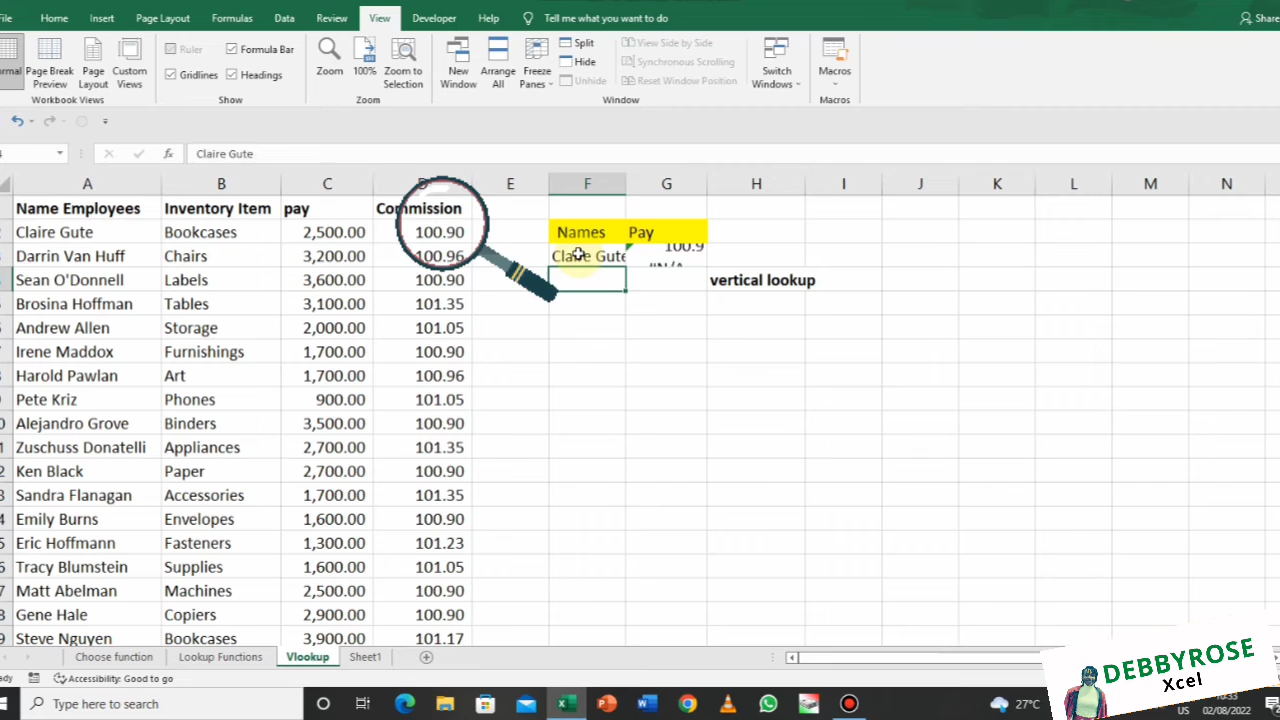 File Home Insert Page Layout Formulas Data Review View Developer Help Tell me what you want to do Share
Ruler Formula Bar
Gridlines Headings
Page Break Preview
Page Layout
Custom Views
Workbook Views
Show
Zoom
100%
Zoom to Selection
Zoom
New Window
Arrange All
Freeze Panes
Split
Hide
Unhide
View Side by Side
Synchronous Scrolling
Reset Window Position
Window
Switch Windows
Macros
Macros
fx Claire Gute
A B C D E F G H I J K L M N
Name Employees Inventory Item pay Commission
Claire Gute Bookcases 2,500.00 100.90 Names Pay
Darrin Van Huff Chairs 3,200.00 100.96 Claire Gute 100.9
#N/A
Sean O'Donnell Labels 3,600.00 100.90 vertical lookup
Brosina Hoffman Tables 3,100.00 101.35
Andrew Allen Storage 2,000.00 101.05
Irene Maddox Furnishings 1,700.00 100.90
Harold Pawlan Art 1,700.00 100.96
Pete Kriz Phones 900.00 101.05
Alejandro Grove Binders 3,500.00 100.90
Zuschuss Donatelli Appliances 2,700.00 101.35
Ken Black Paper 2,700.00 100.90
Sandra Flanagan Accessories 1,700.00 101.35
Emily Burns Envelopes 1,600.00 100.90
Eric Hoffmann Fasteners 1,300.00 101.23
Tracy Blumstein Supplies 1,600.00 101.05
Matt Abelman Machines 2,500.00 100.90
Gene Hale Copiers 2,900.00 100.90
Steve Nguyen Bookcases 3,900.00 101.17
Choose function Lookup Functions Vlookup Sheet1
Accessibility: Good to go
DEBBYROSE
Xcel
Type here to search 27°C
US 02/08/2022